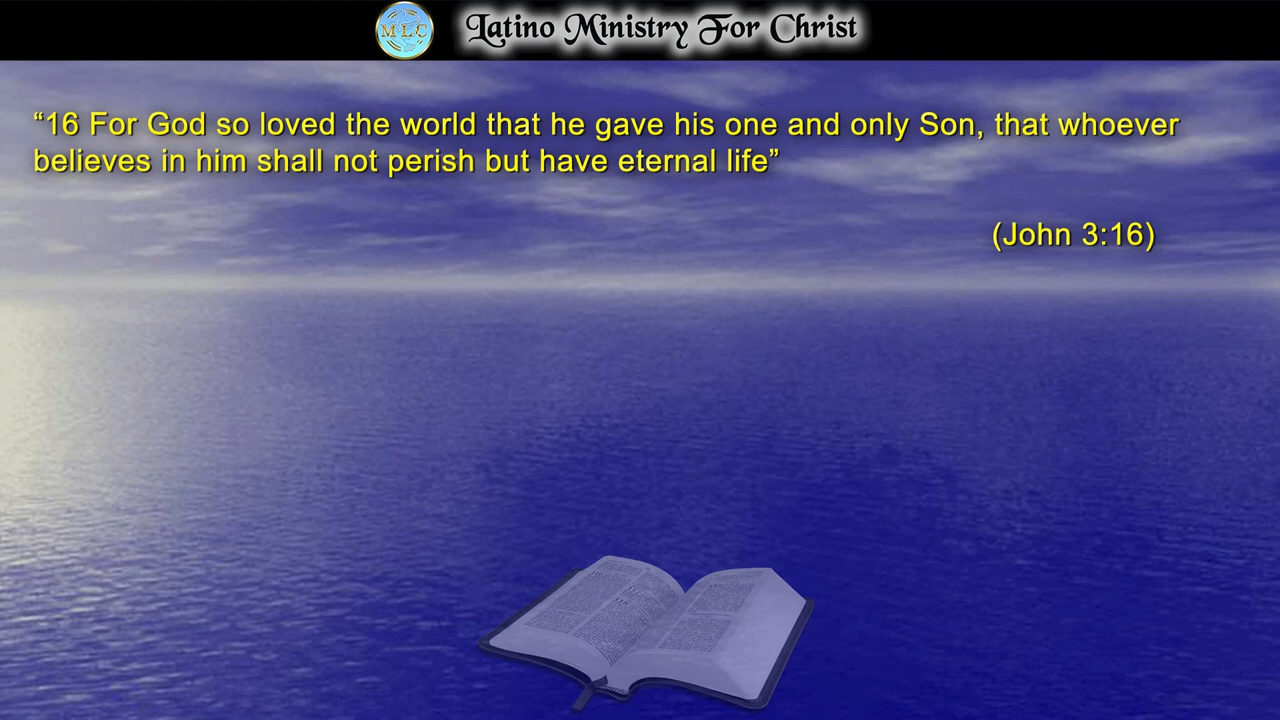 MLC
Latino Ministry For Christ
“16 For God so loved the world that he gave his one and only Son, that whoever
believes in him shall not perish but have eternal life”
(John 3:16)